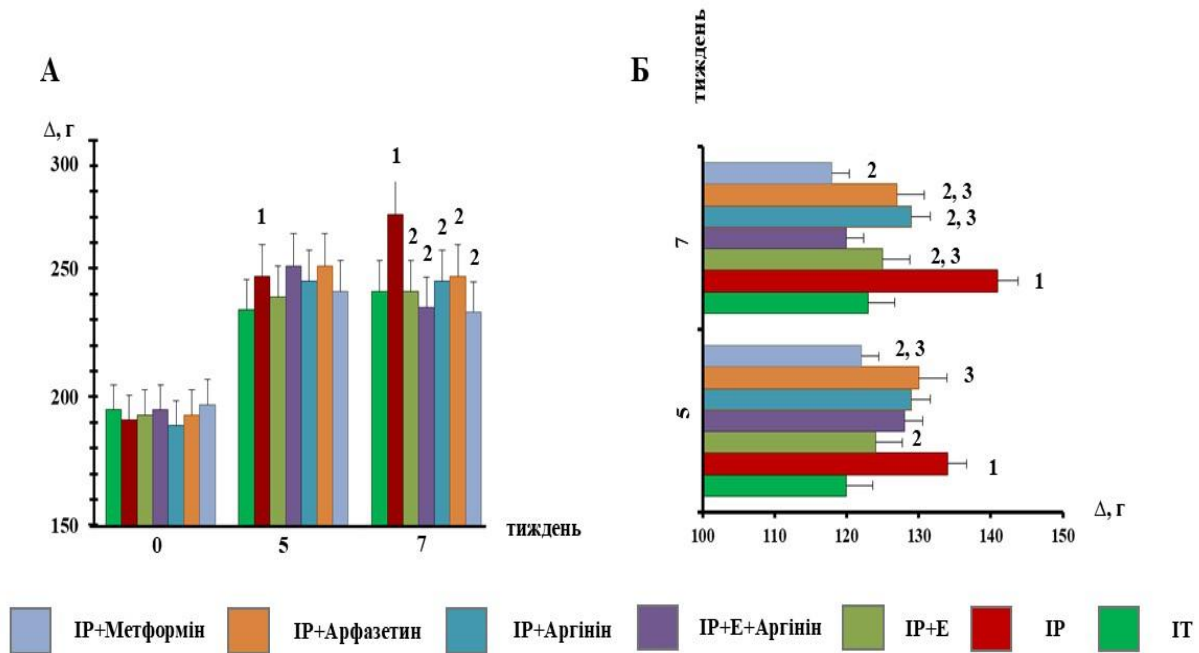 А
Δ, г
300
250
200
150
1
1
2
2
2
2
2
0
5
7
тиждень
Б
тиждень
7
5
2
2, 3
2, 3
2, 3
1
2, 3
3
2
1
100
110
120
130
140
150
Δ, г
ІР+Метформін
ІР+Арфазетин
ІР+Аргінін
ІР+Е+Аргінін
ІР+Е
ІР
ІТ